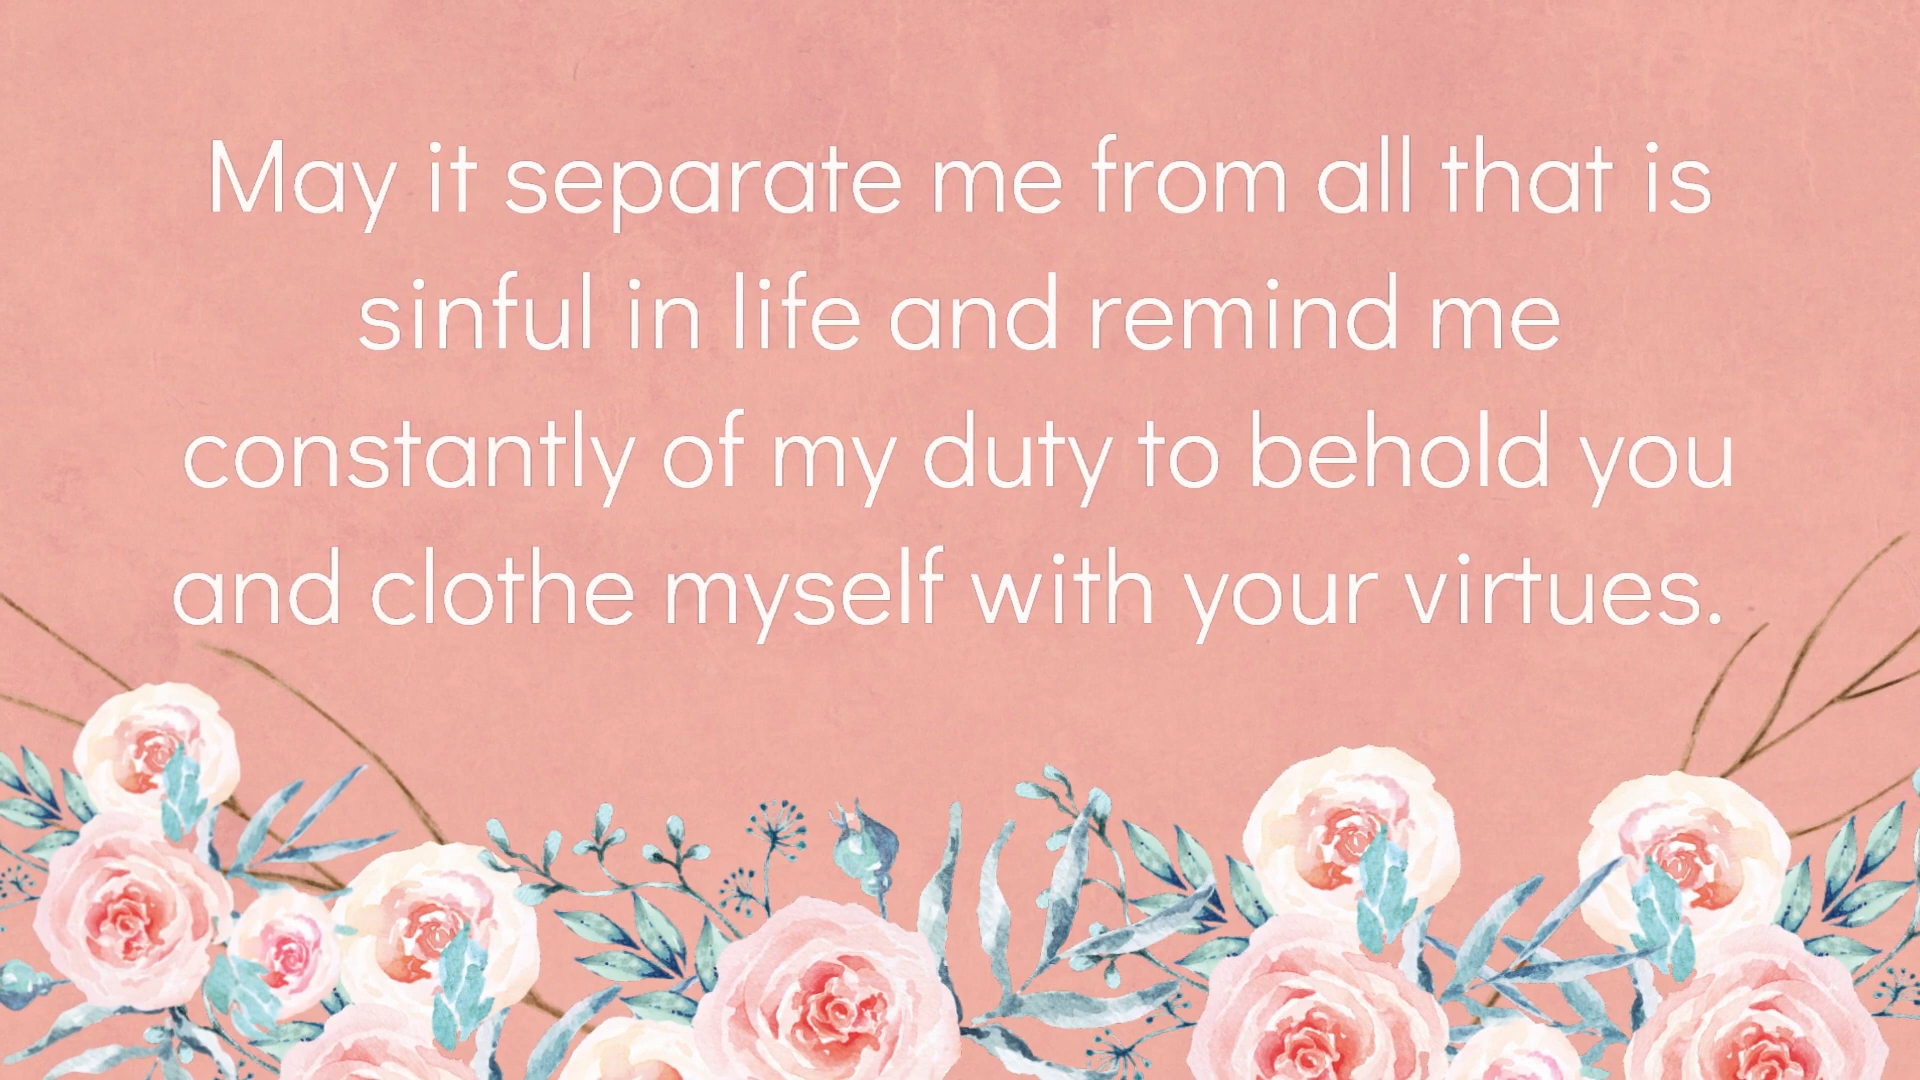 May it separate me from all that is
sinful in life and remind me
constantly of my duty to behold you
and clothe myself with your virtues.